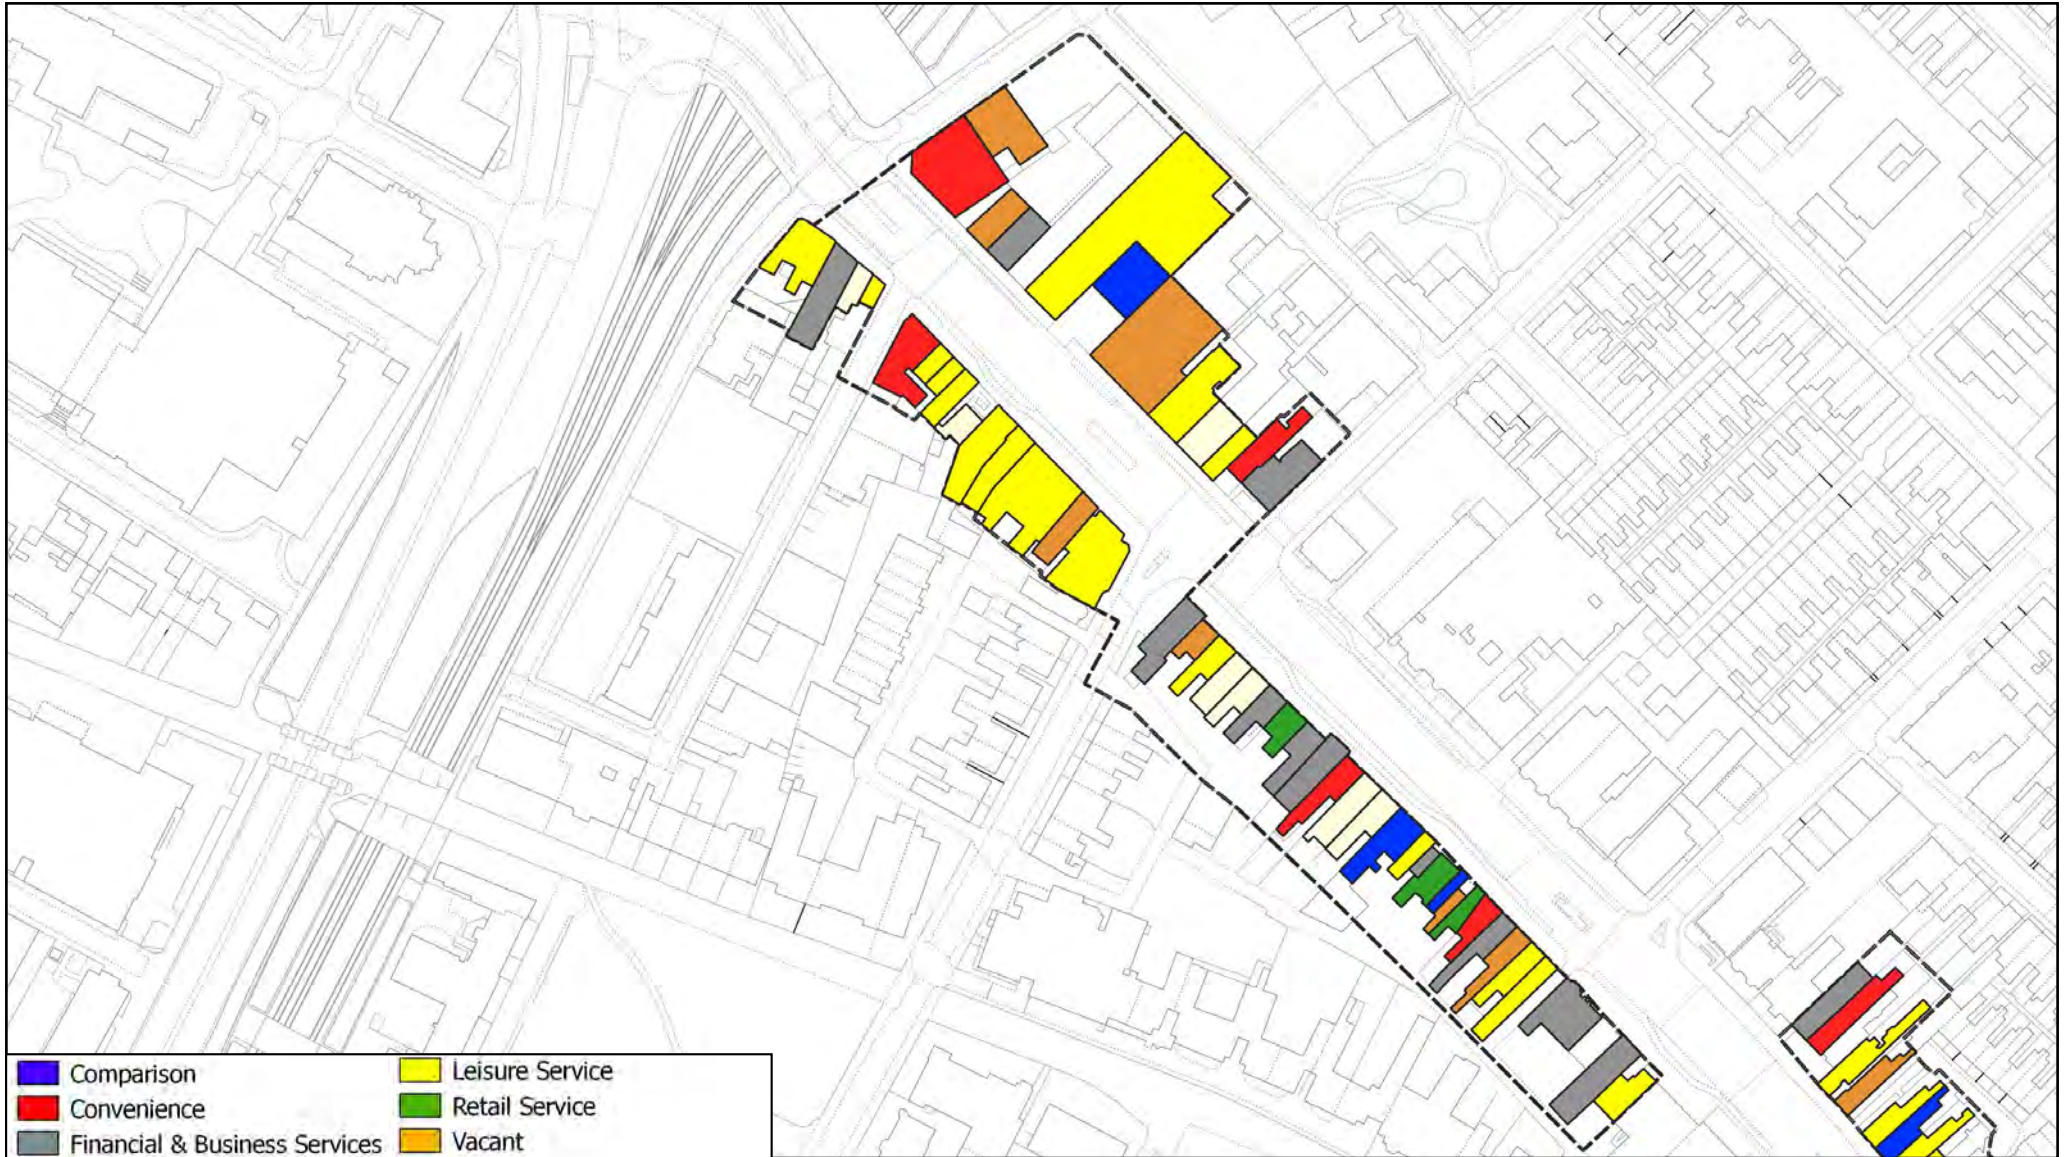 Comparison
Convenience
Financial & Business Services
Leisure Service
Retail Service
Vacant